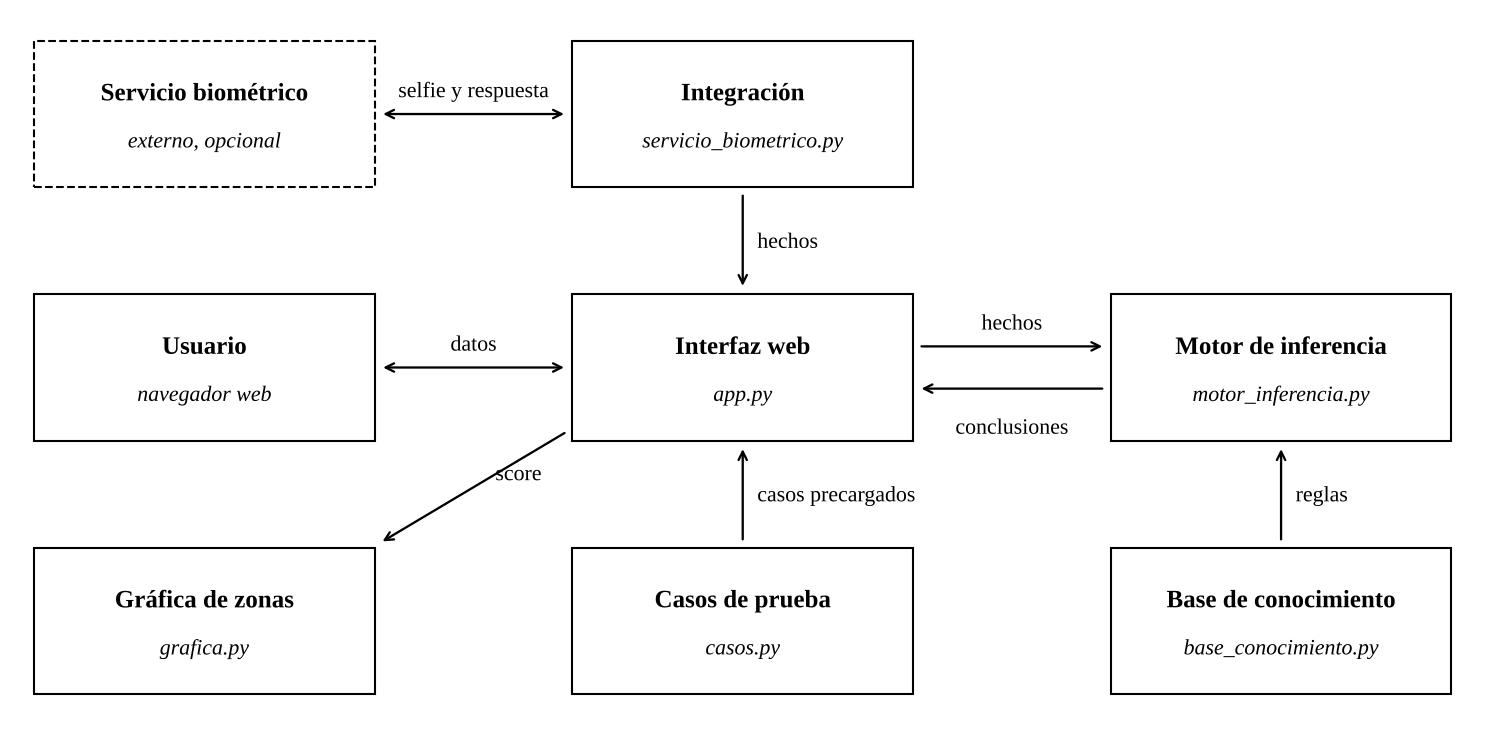 Servicio biométrico
externo, opcional
selfie y respuesta
Integración
servicio_biometrico.py
hechos
Usuario
navegador web
datos
Interfaz web
app.py
hechos
conclusiones
Motor de inferencia
motor_inferencia.py
score
casos precargados
reglas
Gráfica de zonas
grafica.py
Casos de prueba
casos.py
Base de conocimiento
base_conocimiento.py